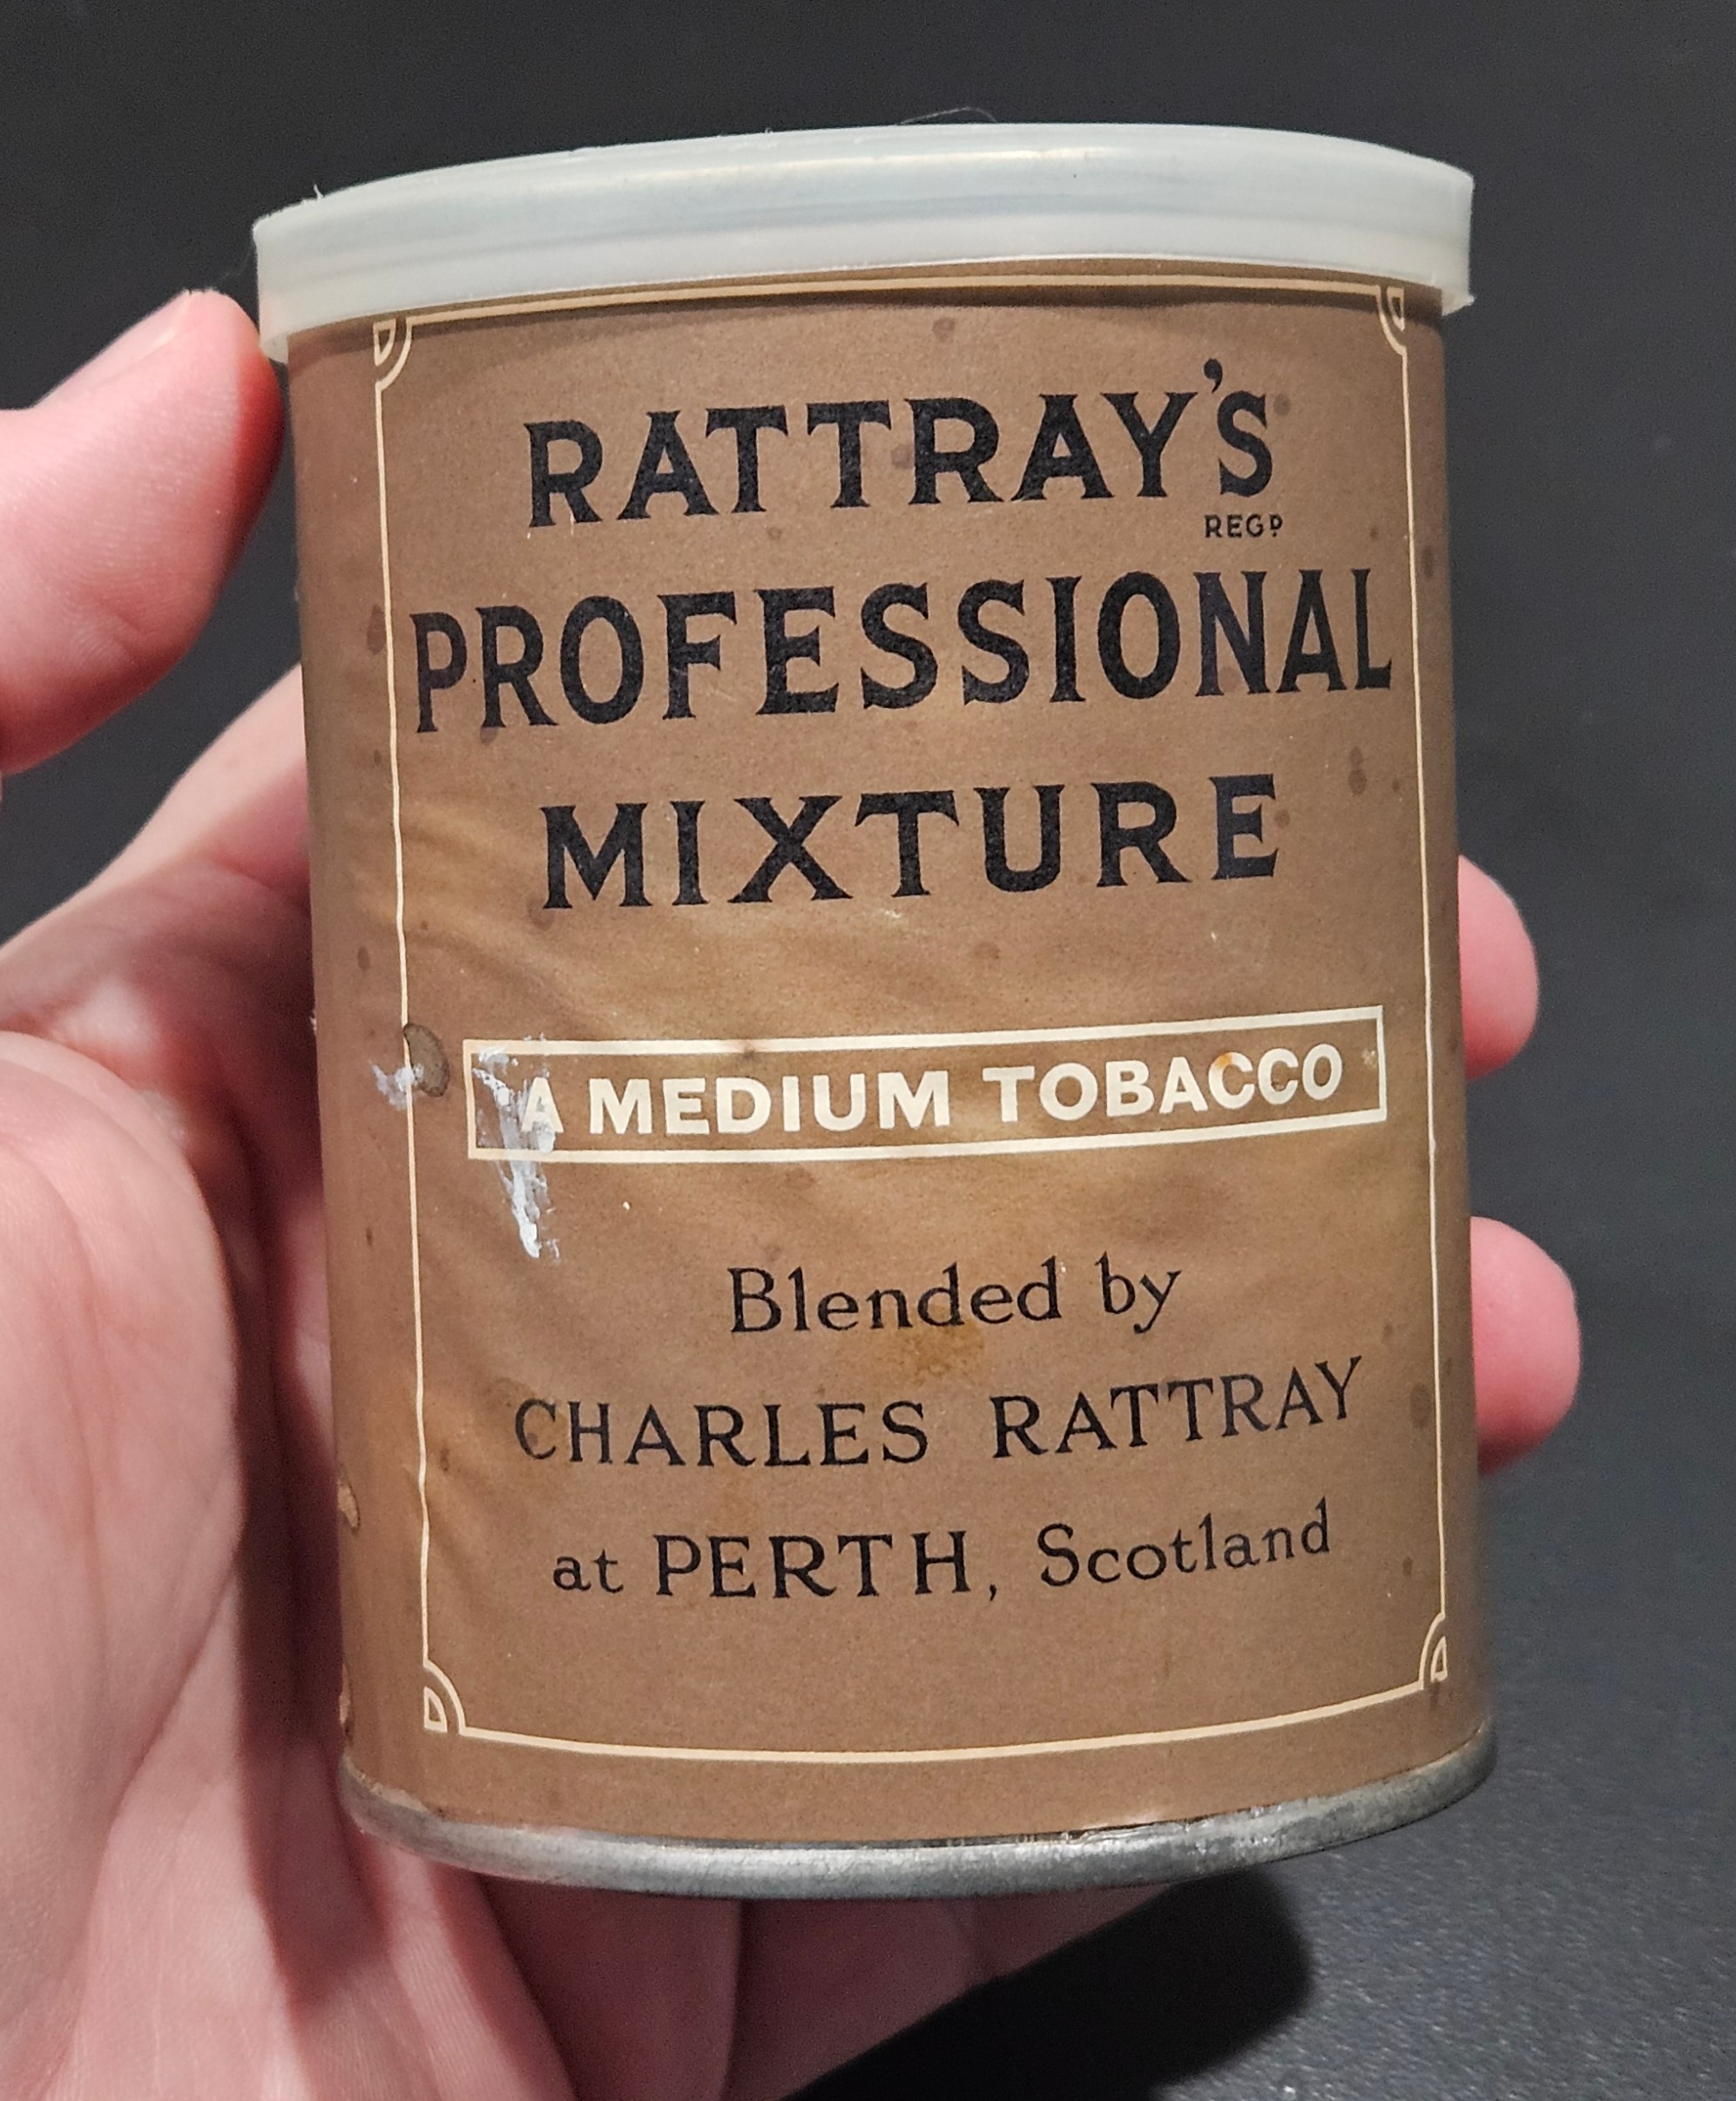 RATTRAY'S
REGD
PROFESSIONAL
MIXTURE
A MEDIUM TOBACCO
Blended by
CHARLES RATTRAY
at PERTH, Scotland